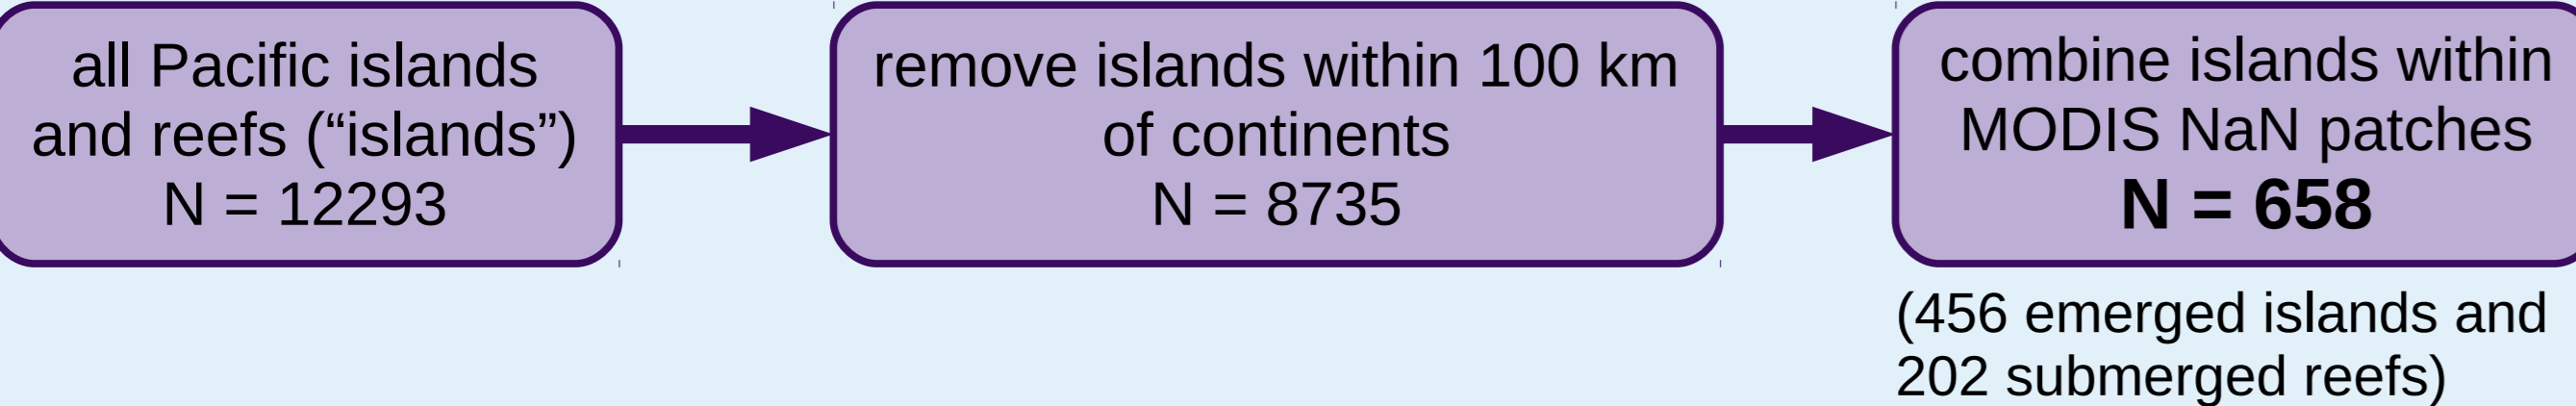 all Pacific islands
and reefs (“islands”)
N = 12293
remove islands within 100 km
of continents
N = 8735
combine islands within
MODIS NaN patches
N = 658
(456 emerged islands and
202 submerged reefs)